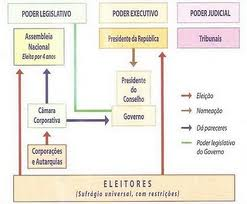 PODER LEGISLATIVO
PODER EXECUTIVO
PODER JUDICIAL
Assembleia
Nacional
Eleita por 4 anos
Presidente da República
Tribunais
Presidente
do
Conselho
Câmara
Corporativa
Governo
Corporações
e Autarquias
Eleição
Nomeação
Dá pareceres
Poder legislativo
do Governo
ELEITORES
(Sufrágio universal, com restrições)